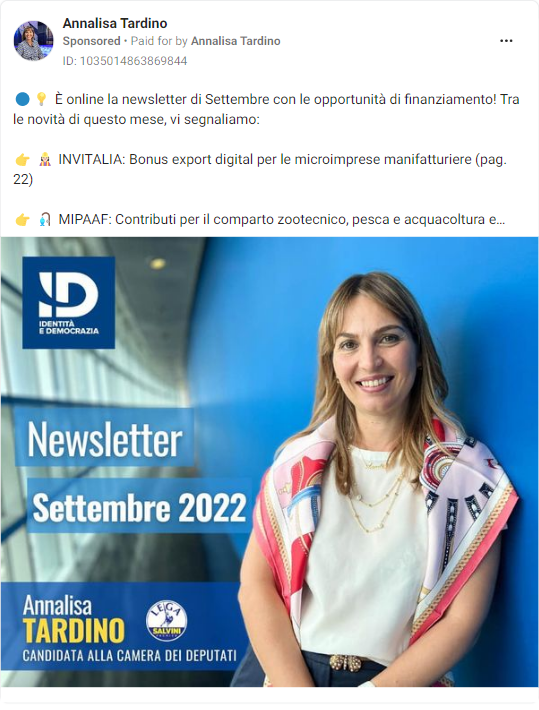 Annalisa Tardino
Sponsored • Paid for by Annalisa Tardino
ID: 1035014863869844
È online la newsletter di Settembre con le opportunità di finanziamento! Tra
le novità di questo mese, vi segnaliamo:
INVITALIA: Bonus export digital per le microimprese manifatturiere (pag.
22)
MIPAAF: Contributi per il comparto zootecnico, pesca e acquacoltura e...
ID
IDENTITÀ
E DEMOCRAZIA
Newsletter
Settembre 2022
Annalisa
TARDINO
LEGA
SALVINI
CANDIDATA ALLA CAMERA DEI DEPUTATI